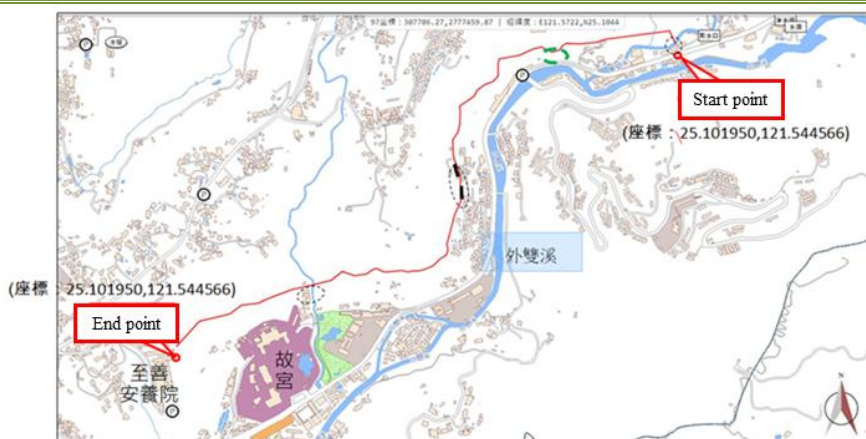 97坐標：307706.27,2777459.87 | 經緯度：E121.5722,N25.1044
Start point
(座標：25.101950,121.544566)
外雙溪
(座標：25.101950,121.544566)
End point
故宮
至善
安養院
P
P
P
P
N